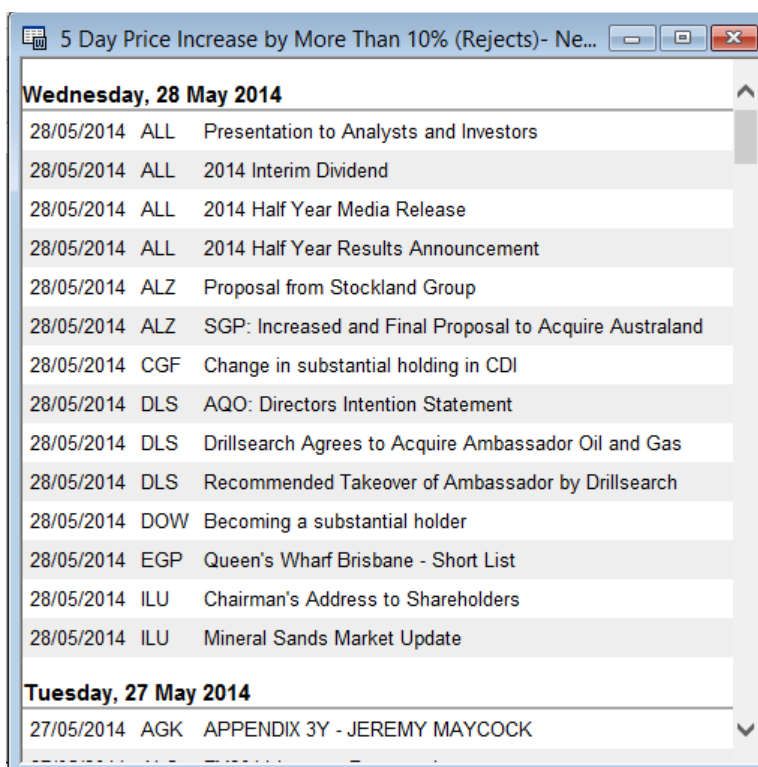 5 Day Price Increase by More Than 10% (Rejects)- Ne...
Wednesday, 28 May 2014
28/05/2014 ALL Presentation to Analysts and Investors
28/05/2014 ALL 2014 Interim Dividend
28/05/2014 ALL 2014 Half Year Media Release
28/05/2014 ALL 2014 Half Year Results Announcement
28/05/2014 ALZ Proposal from Stockland Group
28/05/2014 ALZ SGP: Increased and Final Proposal to Acquire Australand
28/05/2014 CGF Change in substantial holding in CDI
28/05/2014 DLS AQO: Directors Intention Statement
28/05/2014 DLS Drillsearch Agrees to Acquire Ambassador Oil and Gas
28/05/2014 DLS Recommended Takeover of Ambassador by Drillsearch
28/05/2014 DOW Becoming a substantial holder
28/05/2014 EGP Queen's Wharf Brisbane - Short List
28/05/2014 ILU Chairman's Address to Shareholders
28/05/2014 ILU Mineral Sands Market Update
Tuesday, 27 May 2014
27/05/2014 AGK APPENDIX 3Y - JEREMY MAYCOCK